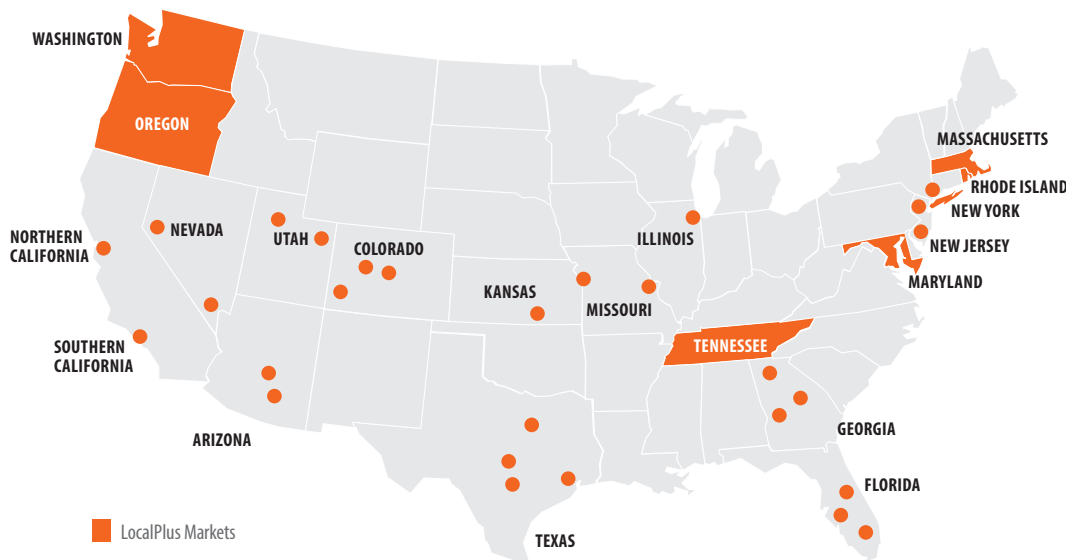 WASHINGTON
OREGON
MASSACHUSETTS
RHODE ISLAND
NEW YORK
NEVADA
NORTHERN
CALIFORNIA
UTAH
COLORADO
ILLINOIS
NEW JERSEY
MARYLAND
KANSAS
MISSOURI
SOUTHERN
CALIFORNIA
TENNESSEE
ARIZONA
GEORGIA
FLORIDA
TEXAS
LocalPlus Markets